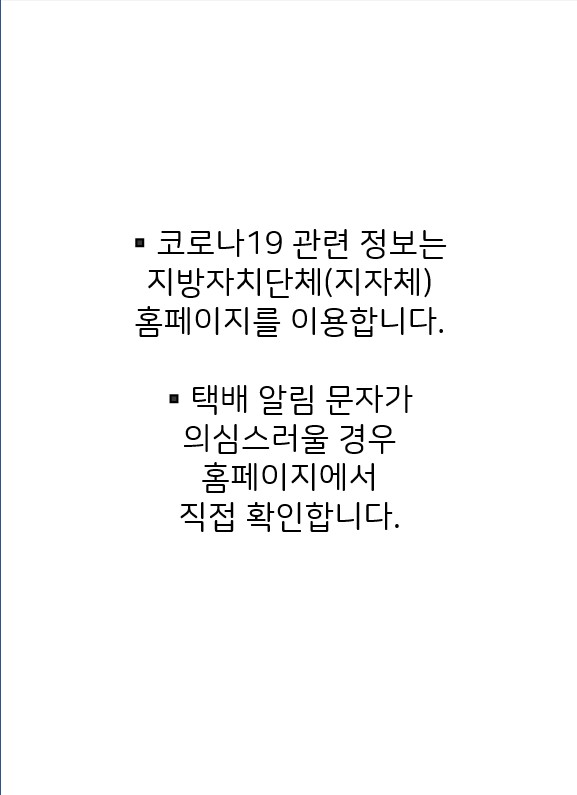 ▪ 코로나19 관련 정보는
지방자치단체(지자체)
홈페이지를 이용합니다.
▪ 택배 알림 문자가
의심스러울 경우
홈페이지에서
직접 확인합니다.